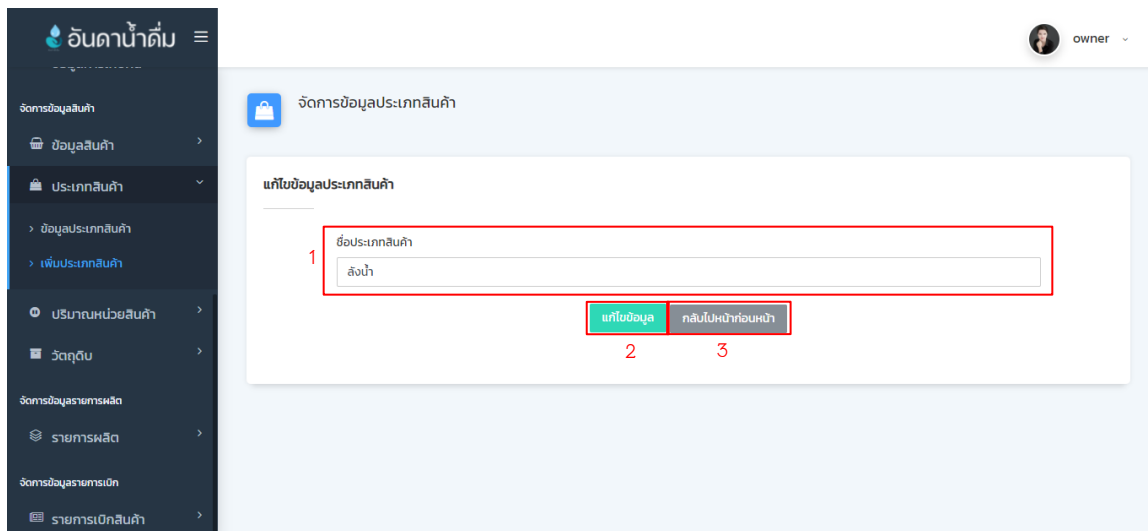 อันดาน้ำดื่ม
owner
จัดการข้อมูลสินค้า
ข้อมูลสินค้า
ประเภทสินค้า
ข้อมูลประเภทสินค้า
เพิ่มประเภทสินค้า
ปริมาณหน่วยสินค้า
วัตถุดิบ
จัดการข้อมูลรายการผลิต
รายการผลิต
จัดการข้อมูลรายการเบิก
รายการเบิกสินค้า
จัดการข้อมูลประเภทสินค้า
แก้ไขข้อมูลประเภทสินค้า
1
ชื่อประเภทสินค้า
ลังน้ำ
แก้ไขข้อมูล กลับไปหน้าก่อนหน้า
2 3